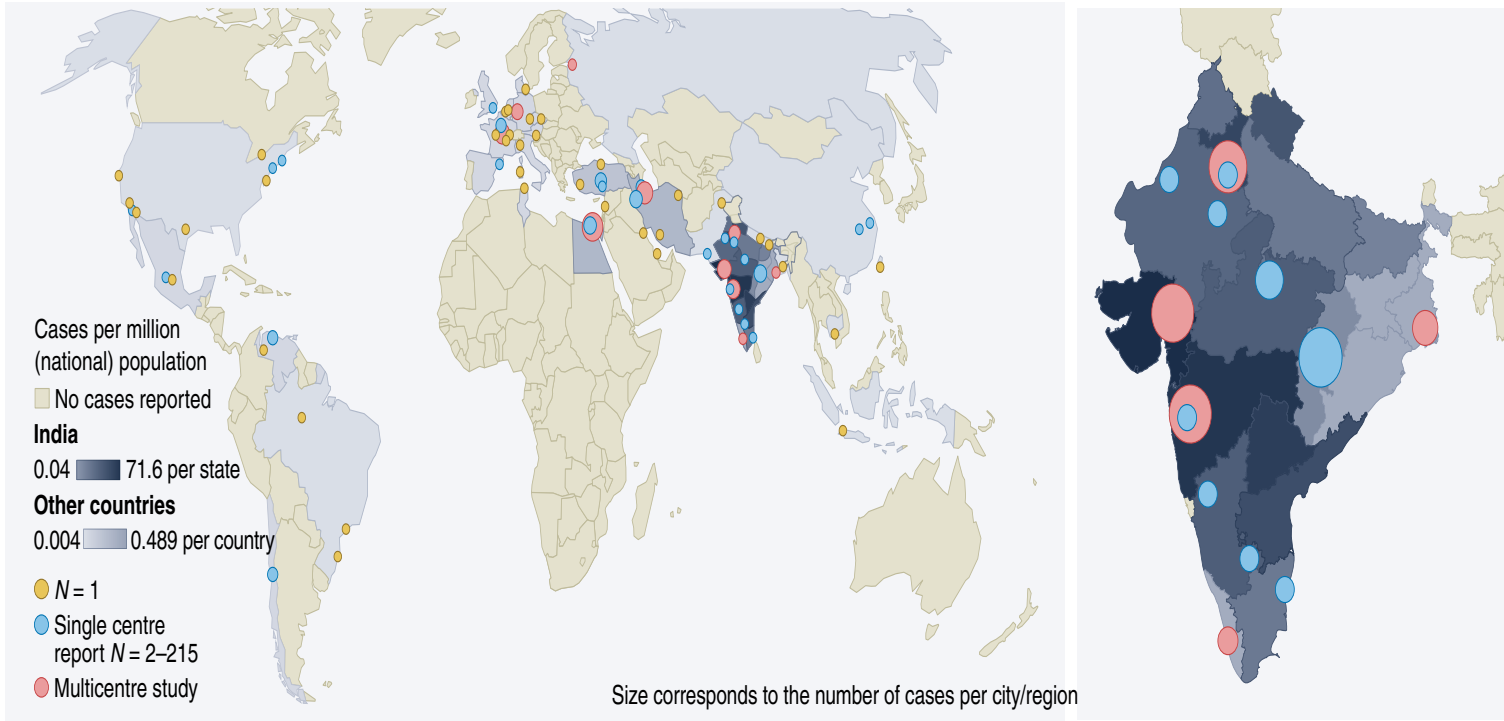 Cases per million
(national) population
No cases reported
India
0.04 71.6 per state
Other countries
0.004 0.489 per country
N = 1
Single centre
report N = 2–215
Multicentre study
Size corresponds to the number of cases per city/region